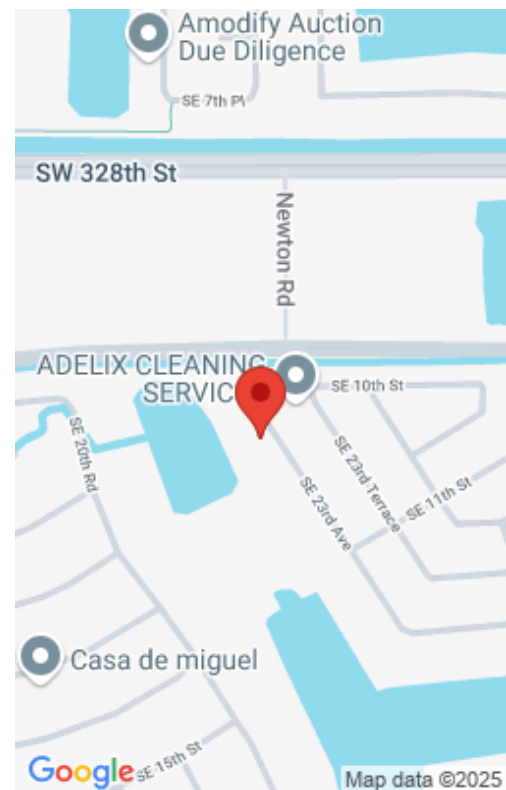 Amodify Auction
Due Diligence
SE 7th Pl
SW 328th St
Newton Rd
ADELIX CLEANING
SERVIC
SE 10th St
SE 20th Rd
SE 23rd Terrace
SE 23rd Ave
SE 11th St
Casa de miguel
SE 15th St
Google
Map data ©2025